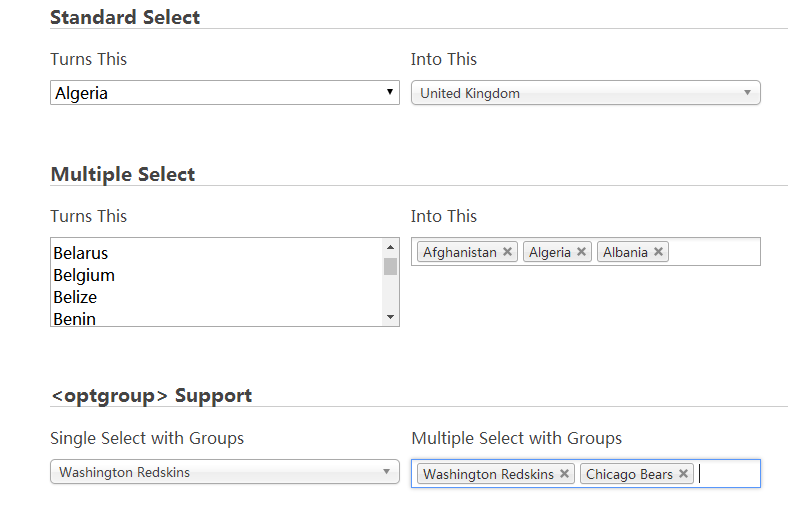 Standard Select
Turns This
Into This
Algeria
United Kingdom
Multiple Select
Turns This
Into This
Belarus
Belgium
Belize
Benin
Afghanistan
Algeria
Albania
<optgroup> Support
Single Select with Groups
Multiple Select with Groups
Washington Redskins
Washington Redskins
Chicago Bears